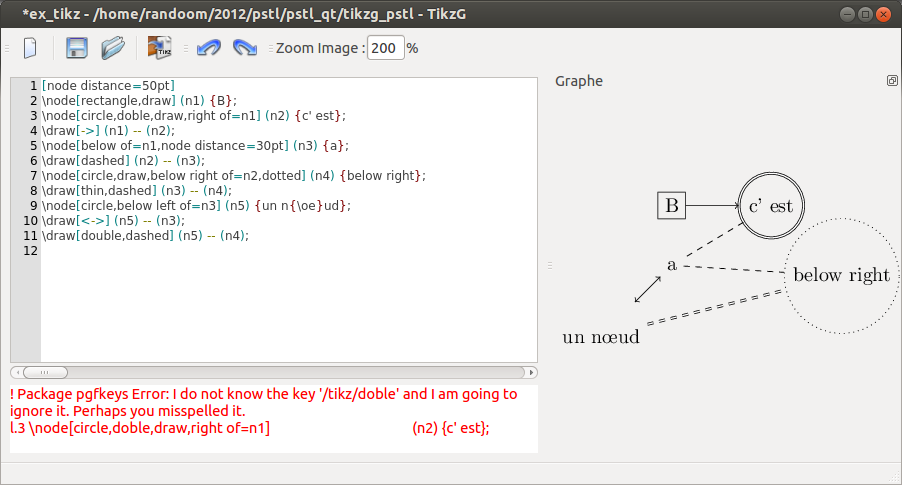 *ex_tikz - /home/randoom/2012/pstl/pstl_qt/tikzg_pstl - TikzG
TikZ Zoom Image : 200 %
Graphe
1 [node distance=50pt]
2 \node[rectangle,draw] (n1) {B};
3 \node[circle,doble,draw,right of=n1] (n2) {c' est};
4 \draw[->] (n1) -- (n2);
5 \node[below of=n1,node distance=30pt] (n3) {a};
6 \draw[dashed] (n2) -- (n3);
7 \node[circle,draw,below right of=n2,dotted] (n4) {below right};
8 \draw[thin,dashed] (n3) -- (n4);
9 \node[circle,below left of=n3] (n5) {un n{\oe}ud};
10 \draw[<->] (n5) -- (n3);
11 \draw[double,dashed] (n5) -- (n4);
12
! Package pgfkeys Error: I do not know the key '/tikz/doble' and I am going to
ignore it. Perhaps you misspelled it.
l.3 \node[circle,doble,draw,right of=n1] (n2) {c' est};
B c' est
a below right
un nœud